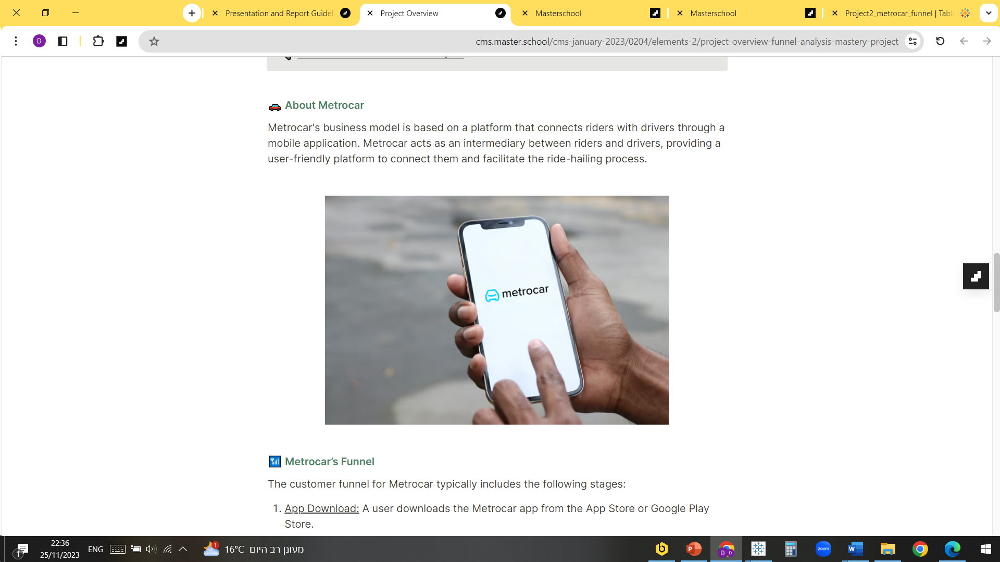 Presentation and Report Guidel
Project Overview
Masterschool
Masterschool
Project2_metrocar_funnel | Tabl
D
cms.master.school/cms-january-2023/0204/elements-2/project-overview-funnel-analysis-mastery-project
About Metrocar
Metrocar's business model is based on a platform that connects riders with drivers through a
mobile application. Metrocar acts as an intermediary between riders and drivers, providing a
user-friendly platform to connect them and facilitate the ride-hailing process.
metrocar
Metrocar’s Funnel
The customer funnel for Metrocar typically includes the following stages:
1. App Download: A user downloads the Metrocar app from the App Store or Google Play
Store.
1
22:36
25/11/2023
ENG
1
16°C מעונן רב היום
P
D D
zoom
W